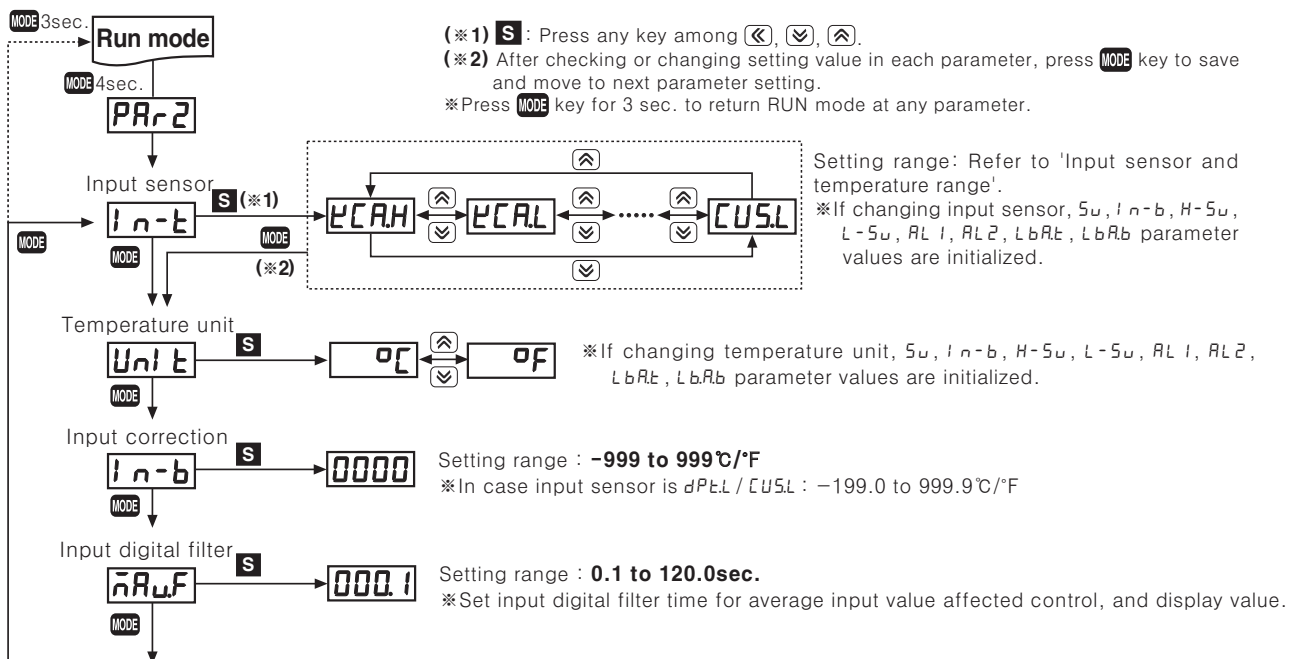 MODE 3sec.
Run mode
MODE 4sec.
PAr2
(※1) S : Press any key among
(※2) After checking or changing setting value in each parameter, press MODE key to save
and move to next parameter setting.
※Press MODE key for 3 sec. to return RUN mode at any parameter.
Input sensor
In-t
S (※1)
KCA.H
KCA.L
CUS.L
MODE
MODE
MODE
(※2)
Setting range: Refer to 'Input sensor and
temperature range'.
※If changing input sensor, Sv, In-b, H-Sv,
L-Sv, AL1, AL2, LbA.t, LbA.b parameter
values are initialized.
Temperature unit
UnIt
S
°C
°F
MODE
※If changing temperature unit, Sv, In-b, H-Sv, L-Sv, AL1, AL2,
LbA.t, LbA.b parameter values are initialized.
Input correction
In-b
S
0000
MODE
Setting range : -999 to 999℃/℉
※In case input sensor is dPt.L / CUS.L : -199.0 to 999.9℃/℉
Input digital filter
MAv.F
S
000.1
MODE
Setting range : 0.1 to 120.0sec.
※Set input digital filter time for average input value affected control, and display value.